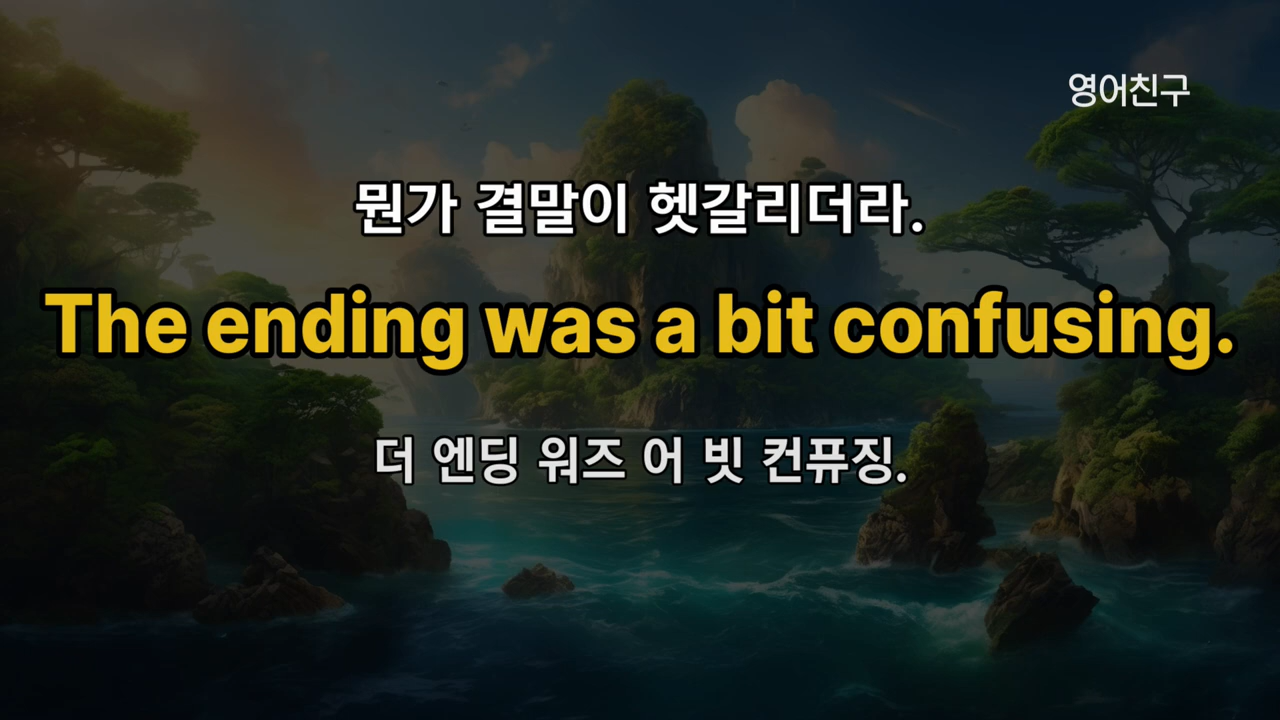 영어친구
뭔가 결말이 헷갈리더라.
The ending was a bit confusing.
더 엔딩 워즈 어 빗 컨퓨징.